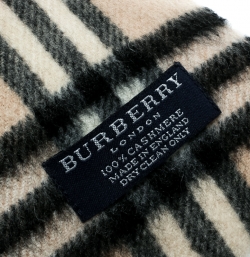 BURBERRY
LONDON
100% CASHMERE
MADE IN ENGLAND
DRY CLEAN ONLY